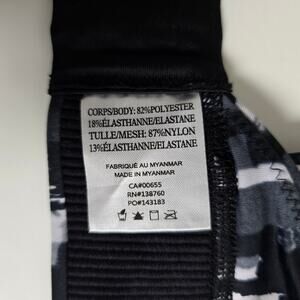 CORPS/BODY: 82%POLYESTER
18%ÉLASTHANNE/ELASTANE
TULLE/MESH: 87%NYLON
13%ÉLASTHANNE/ELASTANE
FABRIQUÉ AU MYANMAR
MADE IN MYANMAR
CA#00655
RN#138760
PO#143183